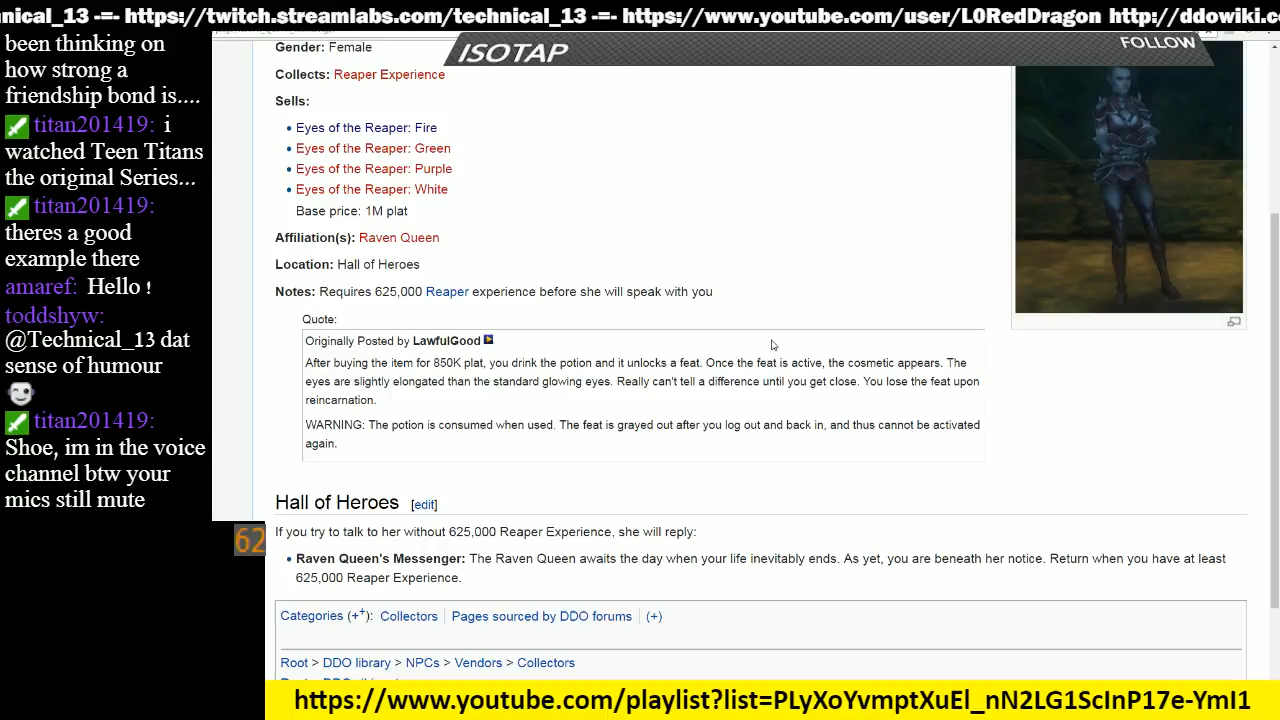 nical_13 -=- https://twitch.streamlabs.com/technical_13 -=- https://www.youtube.com/user/L0RedDragon http://ddowiki.c
been thinking on
how strong a
friendship bond is....
titan201419: i
watched Teen Titans
the original Series...
titan201419:
theres a good
example there
amaref: Hello !
toddshyw:
@Technical_13 dat
sense of humour
titan201419:
Shoe, im in the voice
channel btw your
mics still mute
ISOTAP
FOLLOW
Gender: Female
Collects: Reaper Experience
Sells:
• Eyes of the Reaper: Fire
• Eyes of the Reaper: Green
• Eyes of the Reaper: Purple
• Eyes of the Reaper: White
Base price: 1M plat
Affiliation(s): Raven Queen
Location: Hall of Heroes
Notes: Requires 625,000 Reaper experience before she will speak with you
Quote:
Originally Posted by LawfulGood
After buying the item for 850K plat, you drink the potion and it unlocks a feat. Once the feat is active, the cosmetic appears. The
eyes are slightly elongated than the standard glowing eyes. Really can't tell a difference until you get close. You lose the feat upon
reincarnation.
WARNING: The potion is consumed when used. The feat is grayed out after you log out and back in, and thus cannot be activated
again.
Hall of Heroes [edit]
62
If you try to talk to her without 625,000 Reaper Experience, she will reply:
• Raven Queen's Messenger: The Raven Queen awaits the day when your life inevitably ends. As yet, you are beneath her notice. Return when you have at least
625,000 Reaper Experience.
Categories (++): Collectors | Pages sourced by DDO forums | (+)
Root > DDO library > NPCs > Vendors > Collectors
https://www.youtube.com/playlist?list=PLyXoYvmptXuEl_nN2LG1ScInP17e-YmI1